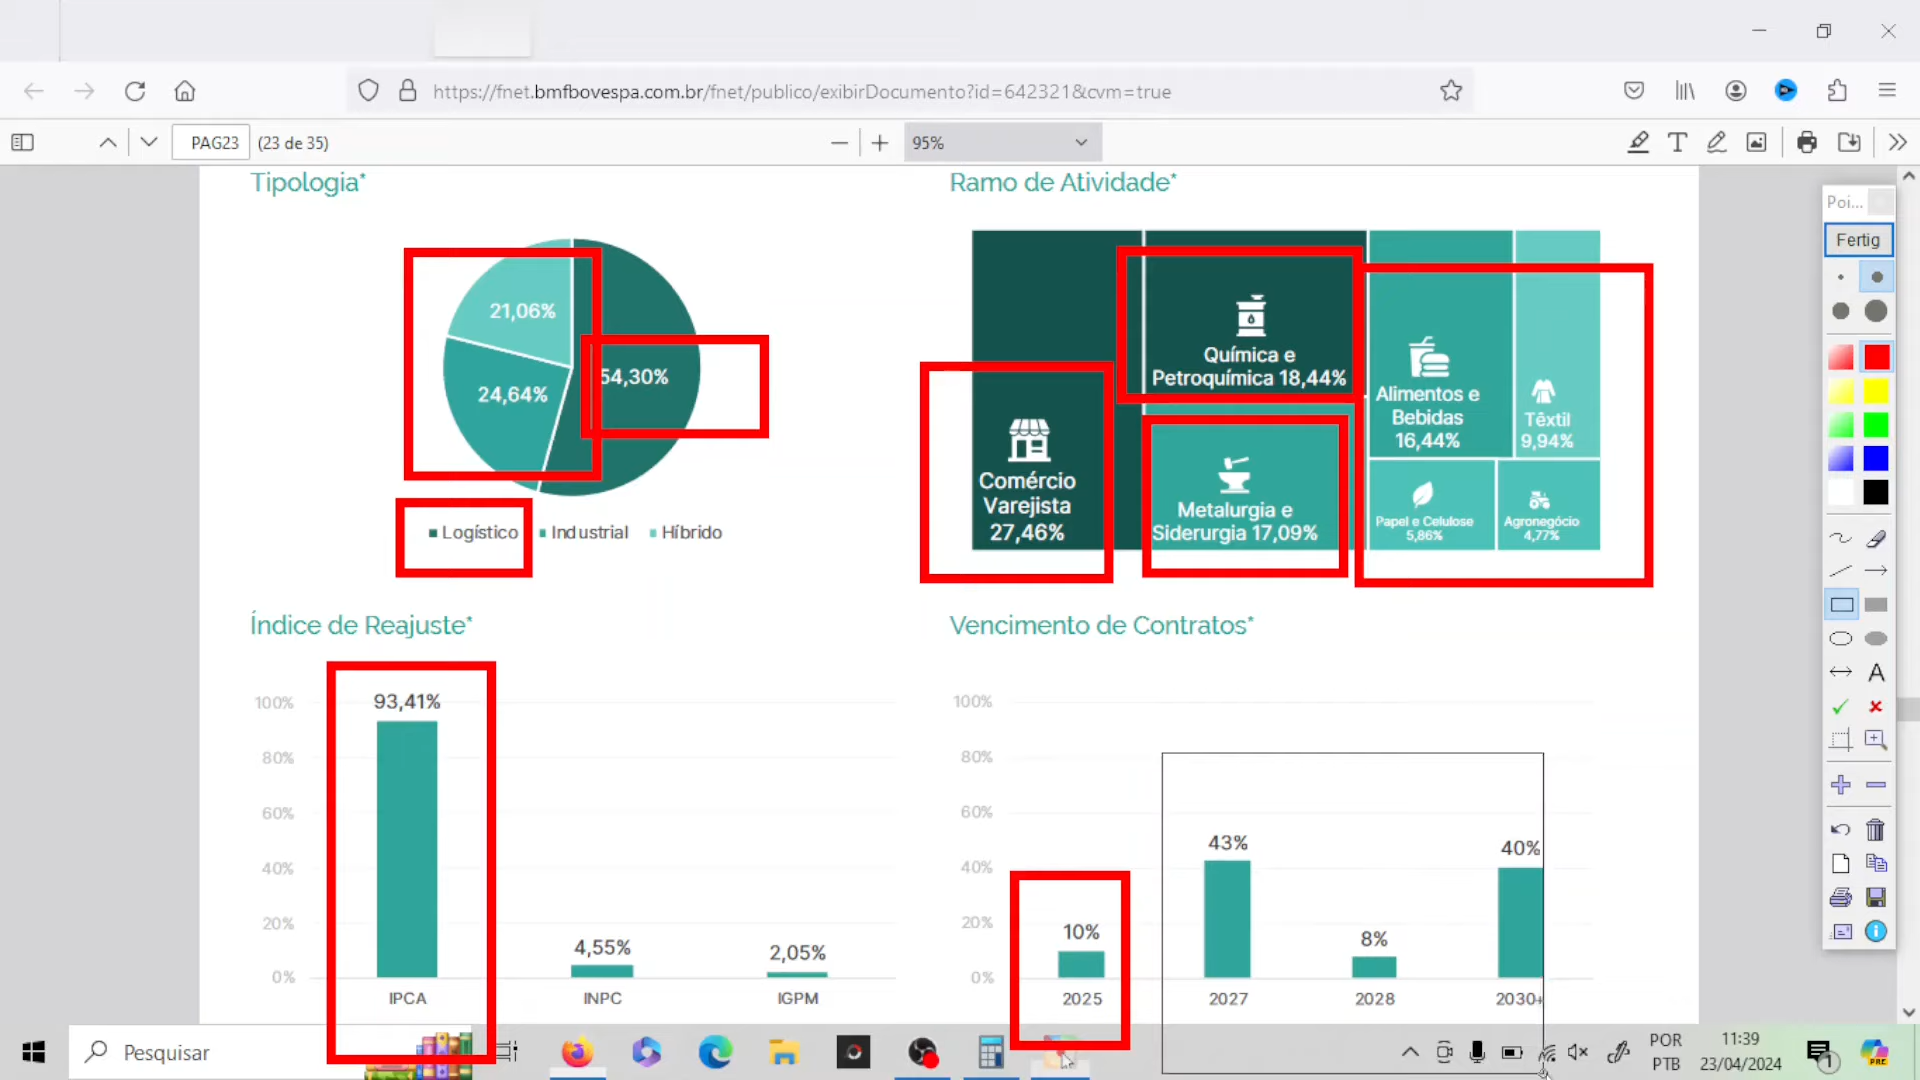 https://fnet.bmfbovespa.com.br/fnet/publico/exibirDocumento?id=642321&cvm=true
PAG23
(23 de 35)
95%
Tipologia*
21,06%
54,30%
24,64%
Logístico
Industrial
Híbrido
Ramo de Atividade*
Química e
Petroquímica 18,44%
Alimentos e
Bebidas
16,44%
Têxtil
9,94%
Comércio
Varejista
27,46%
Metalurgia e
Siderurgia 17,09%
Papel e Celulose
5,86%
Agronegócio
4,77%
Poi...
Fertig
A
Índice de Reajuste*
100%
80%
60%
40%
20%
0%
93,41%
4,55%
2,05%
IPCA
INPC
IGPM
Vencimento de Contratos*
100%
80%
60%
40%
20%
0%
10%
43%
8%
40%
2025
2027
2028
2030+
Pesquisar
POR
PTB
11:39
23/04/2024
1
PRE